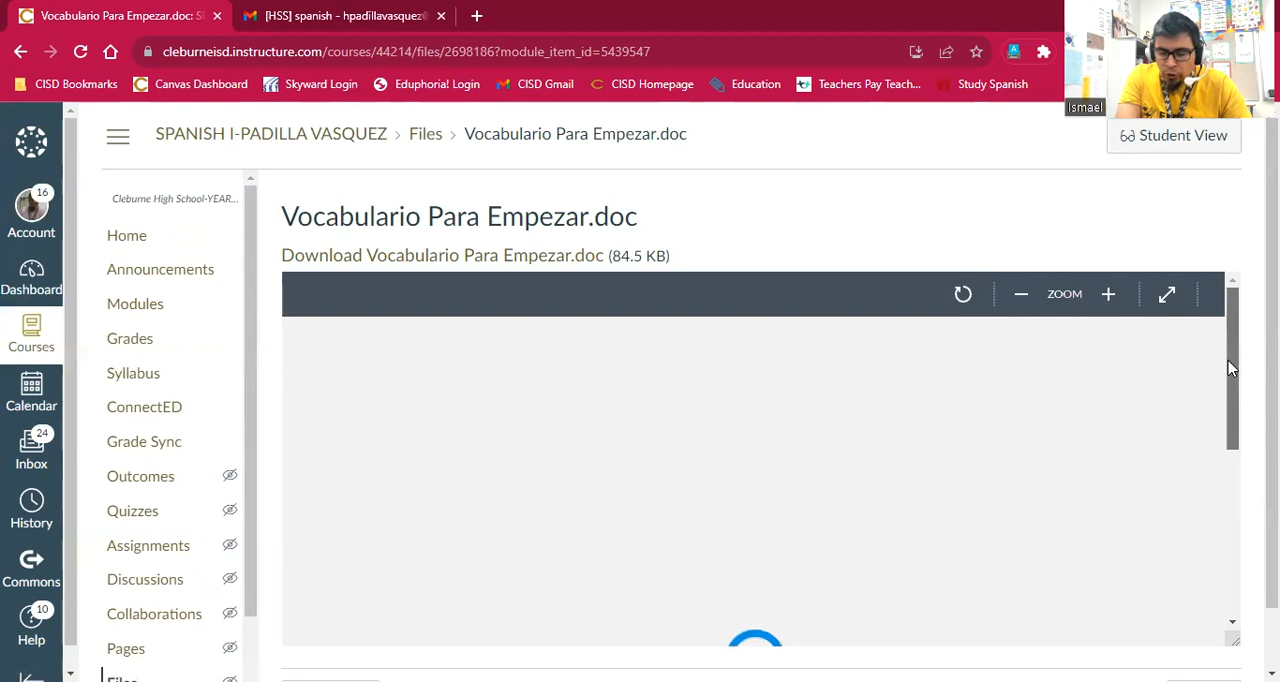 Vocabulario Para Empezar.doc: S
[HSS] spanish - hpadillavasquez
cleburneisd.instructure.com/courses/44214/files/2698186?module_item_id=5439547
CISD Bookmarks
Canvas Dashboard
Skyward Login
Eduphoria! Login
CISD Gmail
CISD Homepage
Education
Teachers Pay Teach...
Study Spanish
Ismael
SPANISH I-PADILLA VASQUEZ › Files › Vocabulario Para Empezar.doc
Student View
16
Account
Dashboard
Courses
Calendar
24
Inbox
History
Commons
10
Help
Cleburne High School-YEAR...
Home
Announcements
Modules
Grades
Syllabus
ConnectED
Grade Sync
Outcomes
Quizzes
Assignments
Discussions
Collaborations
Pages
Files
Vocabulario Para Empezar.doc
Download Vocabulario Para Empezar.doc (84.5 KB)
ZOOM